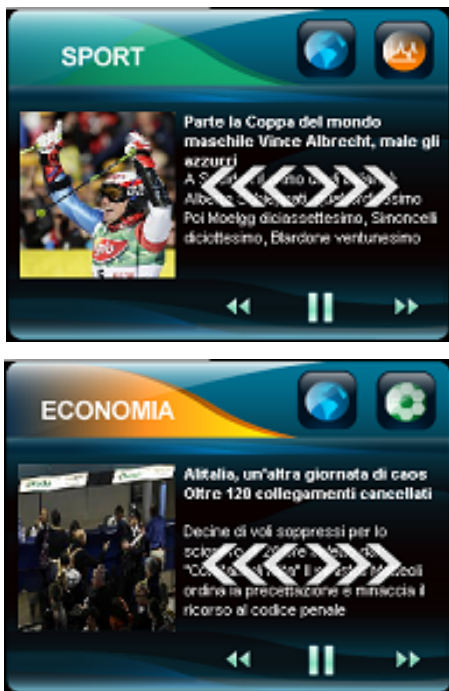 SPORT
Parte la Coppa del mondo
maschile Vince Albrecht, male gli
azzurri
Poi Moelgg diciassettesimo, Simoncelli
diciottesimo, Blardone ventunesimo
ECONOMIA
Alitalia, un'altra giornata di caos
Oltre 120 collegamenti cancellati
Decine di voli soppressi per lo
ordina la precettazione e minaccia il
ricorso al codice penale